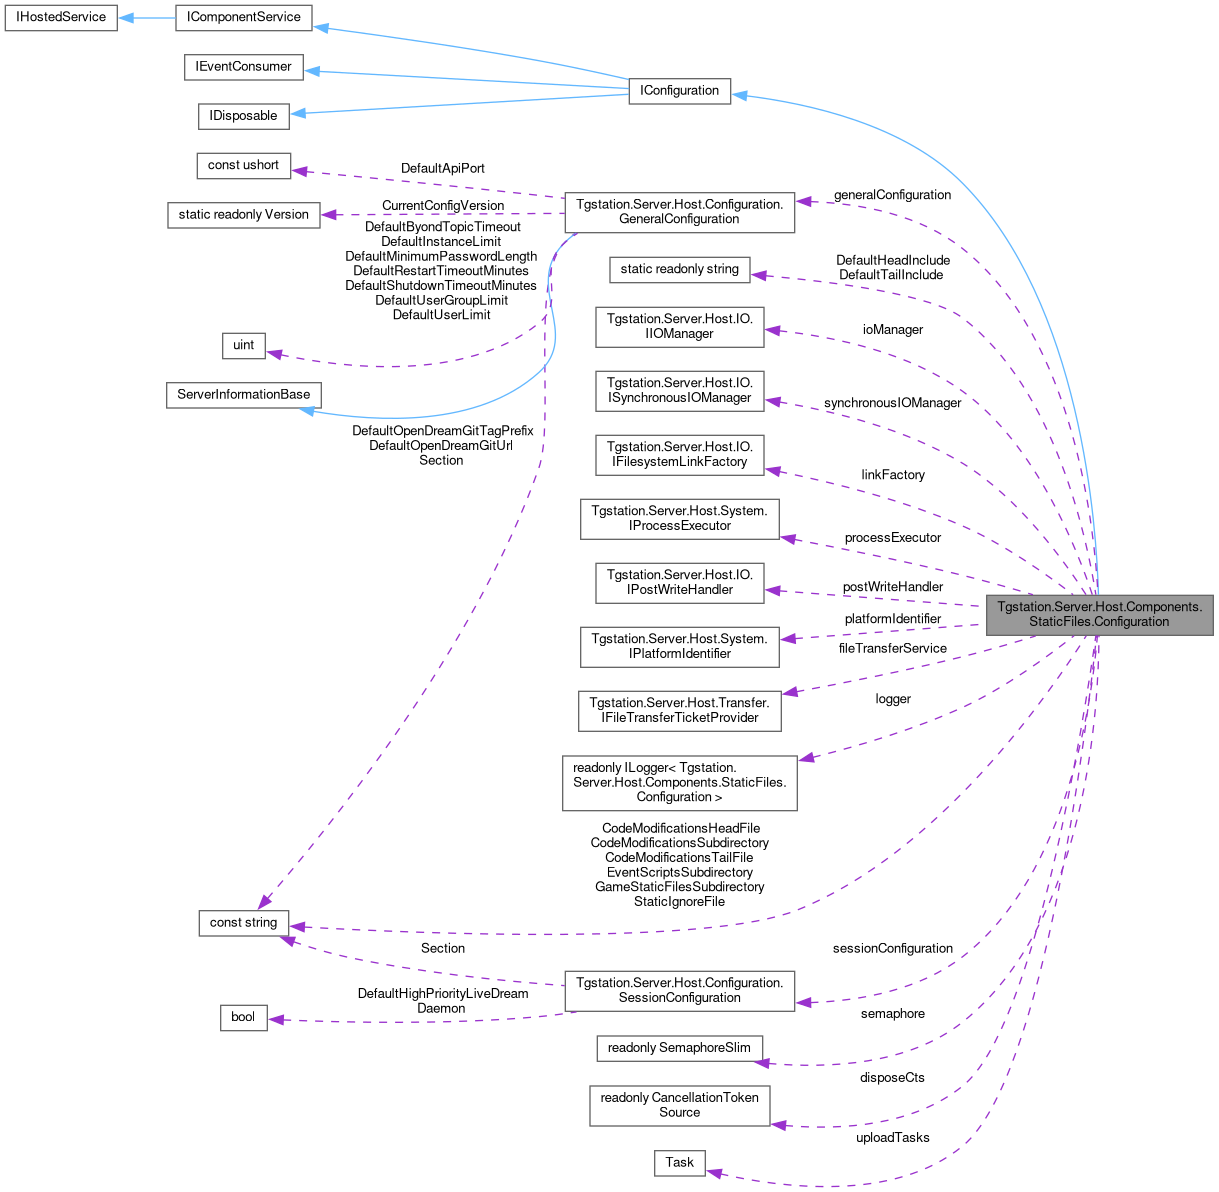 IHostedService
IComponentService
IEventConsumer
IConfiguration
IDisposable
const ushort
DefaultApiPort
static readonly Version
CurrentConfigVersion
Tgstation.Server.Host.Configuration.
GeneralConfiguration
generalConfiguration
DefaultByondTopicTimeout
DefaultInstanceLimit
DefaultMinimumPasswordLength
DefaultRestartTimeoutMinutes
DefaultShutdownTimeoutMinutes
DefaultUserGroupLimit
DefaultUserLimit
static readonly string
DefaultHeadInclude
DefaultTailInclude
uint
Tgstation.Server.Host.IO.
IIOManager
ioManager
ServerInformationBase
Tgstation.Server.Host.IO.
ISynchronousIOManager
synchronousIOManager
DefaultOpenDreamGitTagPrefix
DefaultOpenDreamGitUrl
Section
Tgstation.Server.Host.IO.
IFilesystemLinkFactory
linkFactory
Tgstation.Server.Host.System.
IProcessExecutor
processExecutor
Tgstation.Server.Host.IO.
IPostWriteHandler
postWriteHandler
Tgstation.Server.Host.Components.
StaticFiles.Configuration
Tgstation.Server.Host.System.
IPlatformIdentifier
platformIdentifier
fileTransferService
Tgstation.Server.Host.Transfer.
IFileTransferTicketProvider
logger
readonly ILogger< Tgstation.
Server.Host.Components.StaticFiles.
Configuration >
CodeModificationsHeadFile
CodeModificationsSubdirectory
CodeModificationsTailFile
EventScriptsSubdirectory
GameStaticFilesSubdirectory
StaticIgnoreFile
const string
Section
sessionConfiguration
Tgstation.Server.Host.Configuration.
SessionConfiguration
DefaultHighPriorityLiveDream
Daemon
bool
semaphore
readonly SemaphoreSlim
disposeCts
readonly CancellationToken
Source
uploadTasks
Task